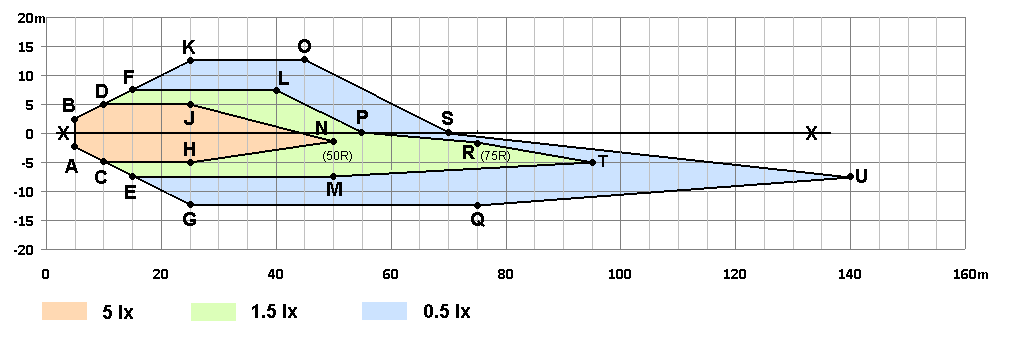 20m
K O
15
10 F L
D
5 B
J N P S
0 X X
H (50R) R (75R) T
-5 A
C M U
-10 E
-15 G Q
-20
0 20 40 60 80 100 120 140 160m
5 lx 1.5 lx 0.5 lx